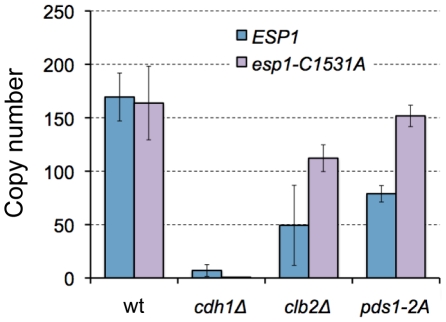 250
200
150
100
50
0
Copy number
ESP1
esp1-C1531A
wt
cdh1Δ
clb2Δ
pds1-2A